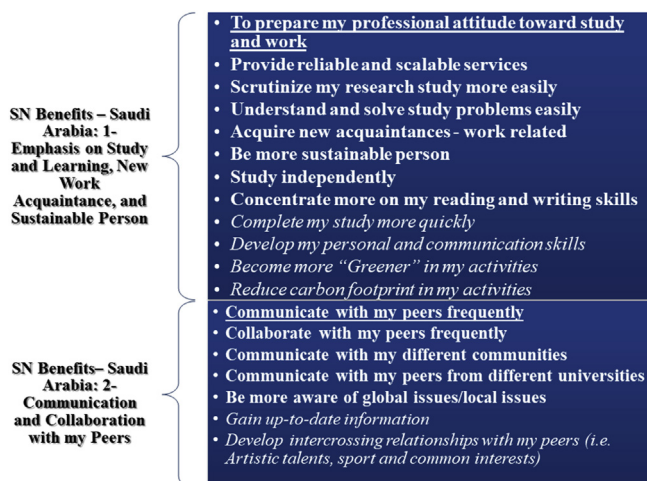 SN Benefits – Saudi
Arabia: 1-
Emphasis on Study
and Learning, New
Work
Acquaintance, and
Sustainable Person
• To prepare my professional attitude toward study
and work
• Provide reliable and scalable services
• Scrutinize my research study more easily
• Understand and solve study problems easily
• Acquire new acquaintances - work related
• Be more sustainable person
• Study independently
• Concentrate more on my reading and writing skills
• Complete my study more quickly
• Develop my personal and communication skills
• Become more “Greener” in my activities
• Reduce carbon footprint in my activities
SN Benefits– Saudi
Arabia: 2-
Communication
and Collaboration
with my Peers
• Communicate with my peers frequently
• Collaborate with my peers frequently
• Communicate with my different communities
• Communicate with my peers from different universities
• Be more aware of global issues/local issues
• Gain up-to-date information
• Develop intercrossing relationships with my peers (i.e.
Artistic talents, sport and common interests)